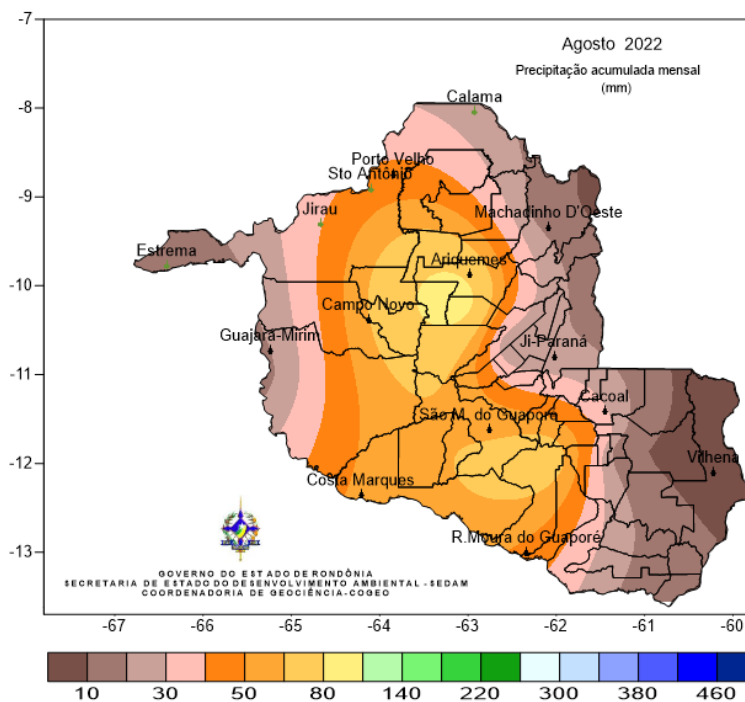 Agosto 2022
Precipitação acumulada mensal
(mm)
-7
-8
-9
-10
-11
-12
-13
Calama
Porto Velho
Sto Antônio
Jirau
Machadinho D'Oeste
Estrema
Ariquemes
Campo Novo
Guajará-Mirim
Ji-Paraná
Cacoal
São M. do Guaporé
Vilhena
Costa Marques
R.Moura do Guaporé
GOVERNO DO ESTADO DE RONDÔNIA
SECRETARIA DE ESTADO DO DESENVOLVIMENTO AMBIENTAL - SEDAM
COORDENADORIA DE GEOCIÊNCIA-COGEO
-67 -66 -65 -64 -63 -62 -61 -60
10 30 50 80 140 220 300 380 460